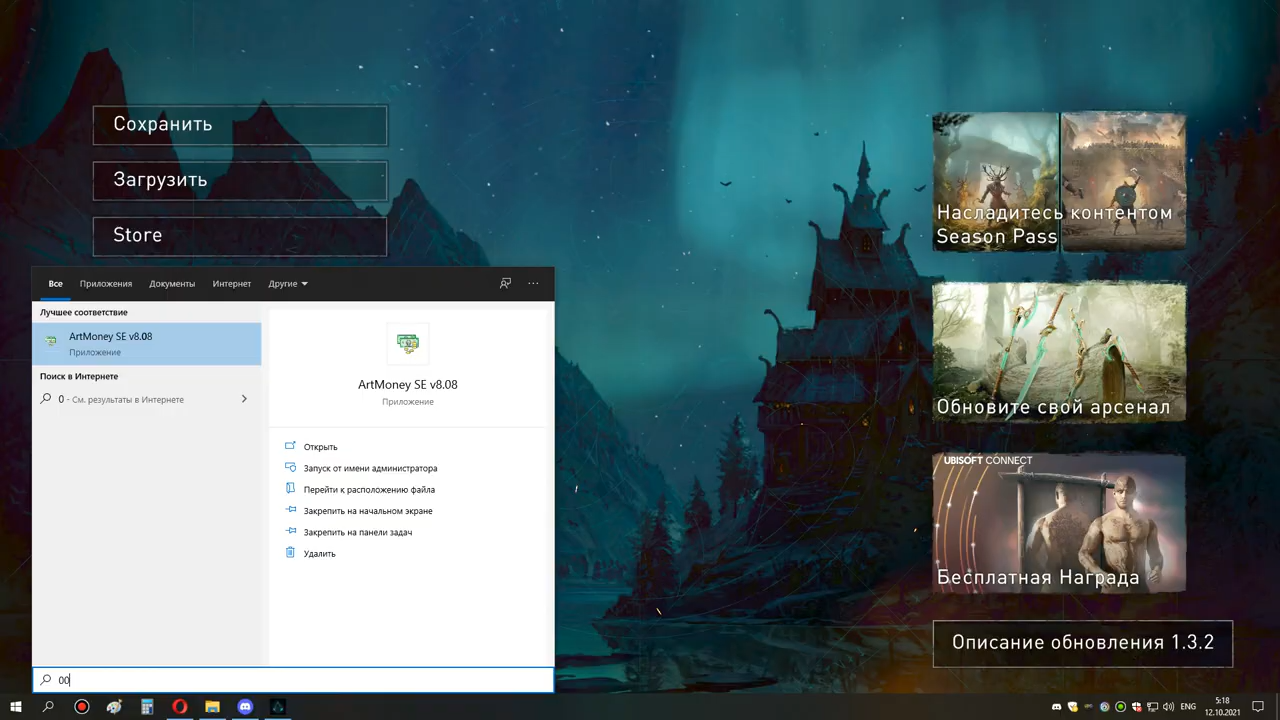 Сохранить
Загрузить
Store
Все
Приложения
Документы
Интернет
Другие
Лучшее соответствие
ArtMoney SE v8.08
Приложение
Поиск в Интернете
0 - См. результаты в Интернете
ArtMoney SE v8.08
Приложение
Открыть
Запуск от имени администратора
Перейти к расположению файла
Закрепить на начальном экране
Закрепить на панели задач
Удалить
00
Насладитесь контентом
Season Pass
Обновите свой арсенал
UBISOFT CONNECT
Бесплатная Награда
Описание обновления 1.3.2
ENG
5:18
12.10.2021